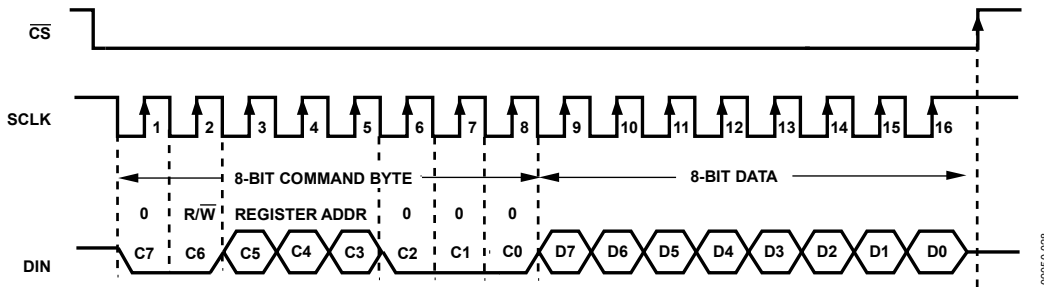 CS
SCLK
1 2 3 4 5 6 7 8 9 10 11 12 13 14 15 16
8-BIT COMMAND BYTE 8-BIT DATA
0 R/W REGISTER ADDR 0 0 0
DIN C7 C6 C5 C4 C3 C2 C1 C0 D7 D6 D5 D4 D3 D2 D1 D0